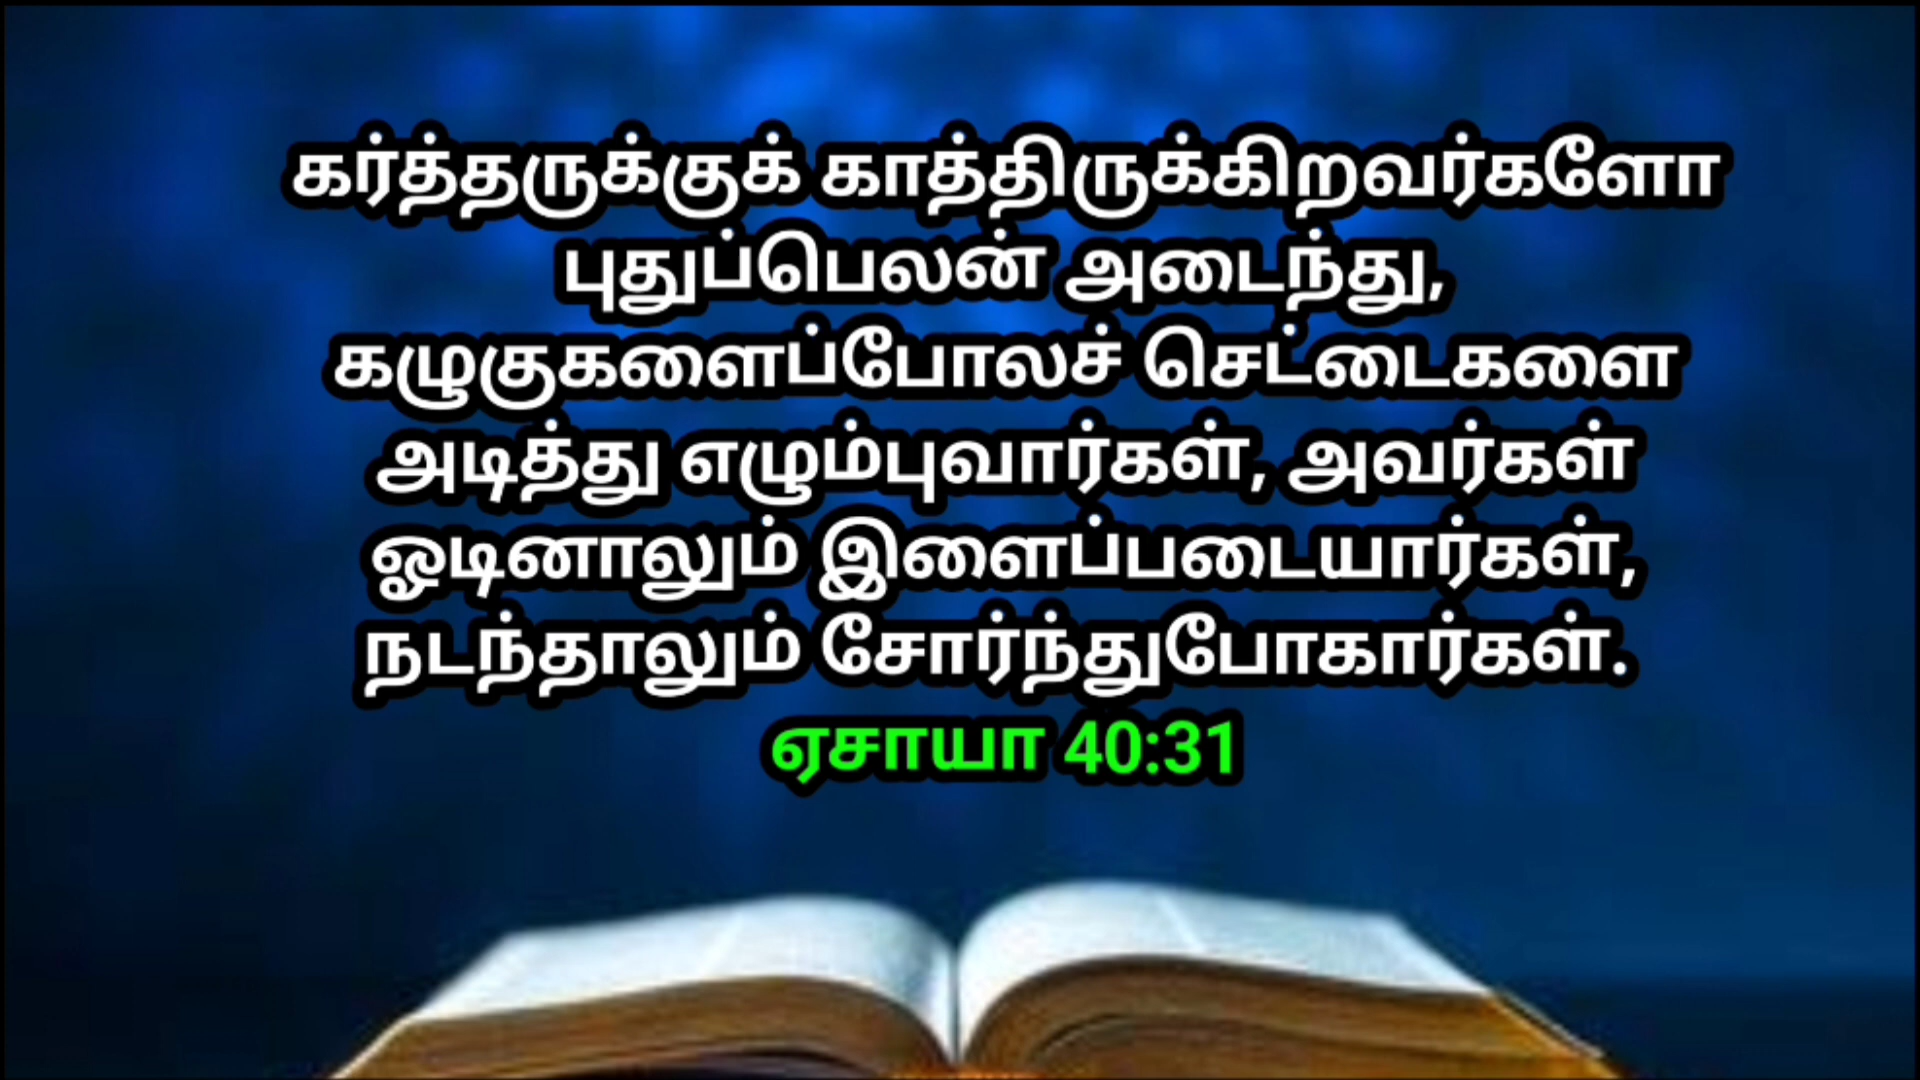 கர்த்தருக்குக் காத்திருக்கிறவர்களோ
புதுப்பெலன் அடைந்து,
கழுகுகளைப்போலச் செட்டைகளை
அடித்து எழும்புவார்கள், அவர்கள்
ஓடினாலும் இளைப்படையார்கள்,
நடந்தாலும் சோர்ந்துபோகார்கள்.
ஏசாயா 40:31